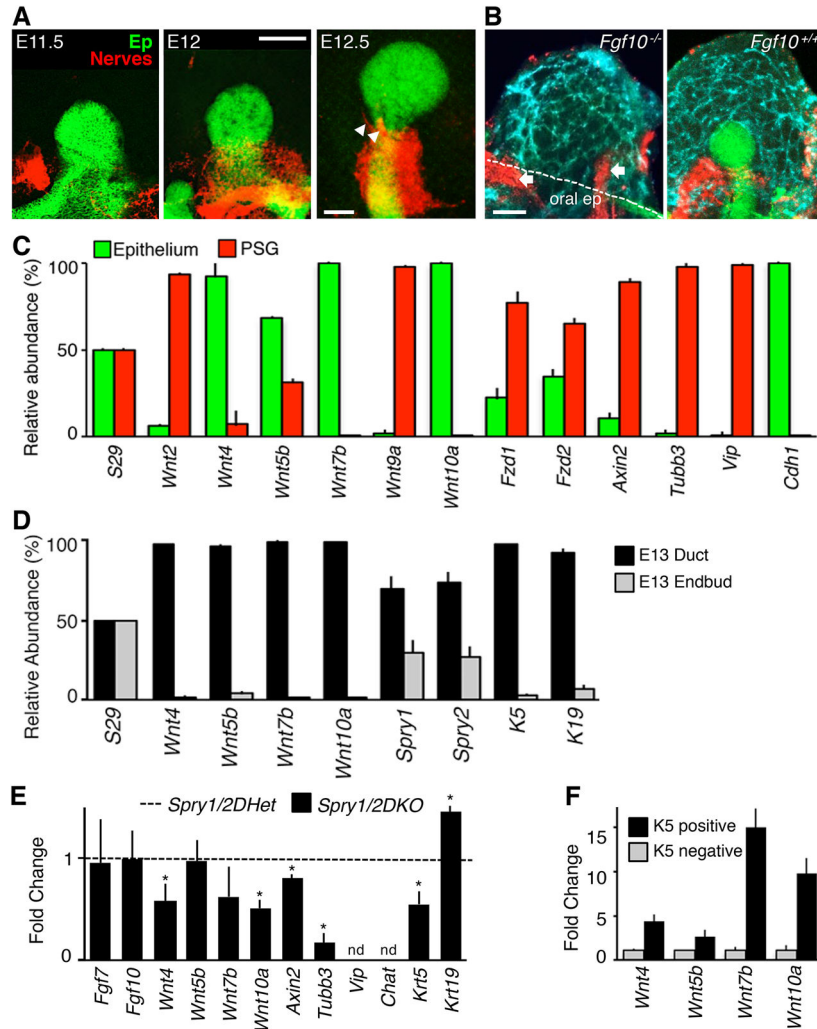 A
E11.5
Ep
Nerves
E12
E12.5
B
Fgf10-/-
Fgf10+/+
oral ep
C
Epithelium
PSG
Relative abundance (%)
100
50
0
S29
Wnt2
Wnt4
Wnt5b
Wnt7b
Wnt9a
Wnt10a
Fzd1
Fzd2
Axin2
Tubb3
Vip
Cdh1
D
Relative Abundance (%)
100
50
0
E13 Duct
E13 Endbud
S29
Wnt4
Wnt5b
Wnt7b
Wnt10a
Spry1
Spry2
K5
K19
E
Spry1/2DHet
Spry1/2DKO
Fold Change
1
0
* * * * nd nd * *
Fgf7
Fgf10
Wnt4
Wnt5b
Wnt7b
Wnt10a
Axin2
Tubb3
Vip
Chat
Krt5
Krt19
F
K5 positive
K5 negative
Fold Change
15
10
5
0
Wnt4
Wnt5b
Wnt7b
Wnt10a